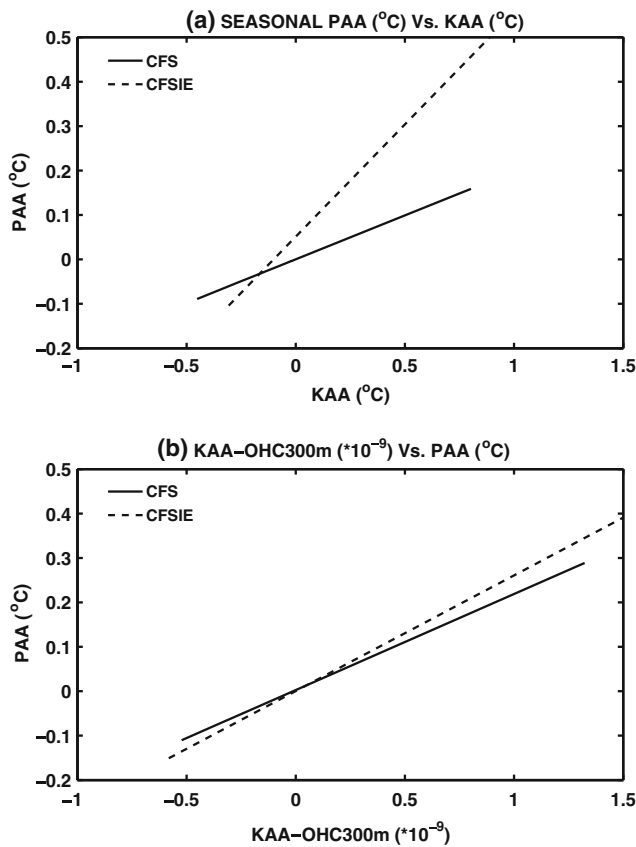 (a) SEASONAL PAA (°C) Vs. KAA (°C)
0.5
0.4
0.3
0.2
0.1
0
−0.1
−0.2
PAA (°C)
CFS
CFSIE
−1
−0.5
0
0.5
1
1.5
KAA (°C)
(b) KAA−OHC300m (*10⁻⁹) Vs. PAA (°C)
0.5
0.4
0.3
0.2
0.1
0
−0.1
−0.2
PAA (°C)
CFS
CFSIE
−1
−0.5
0
0.5
1
1.5
KAA−OHC300m (*10⁻⁹)